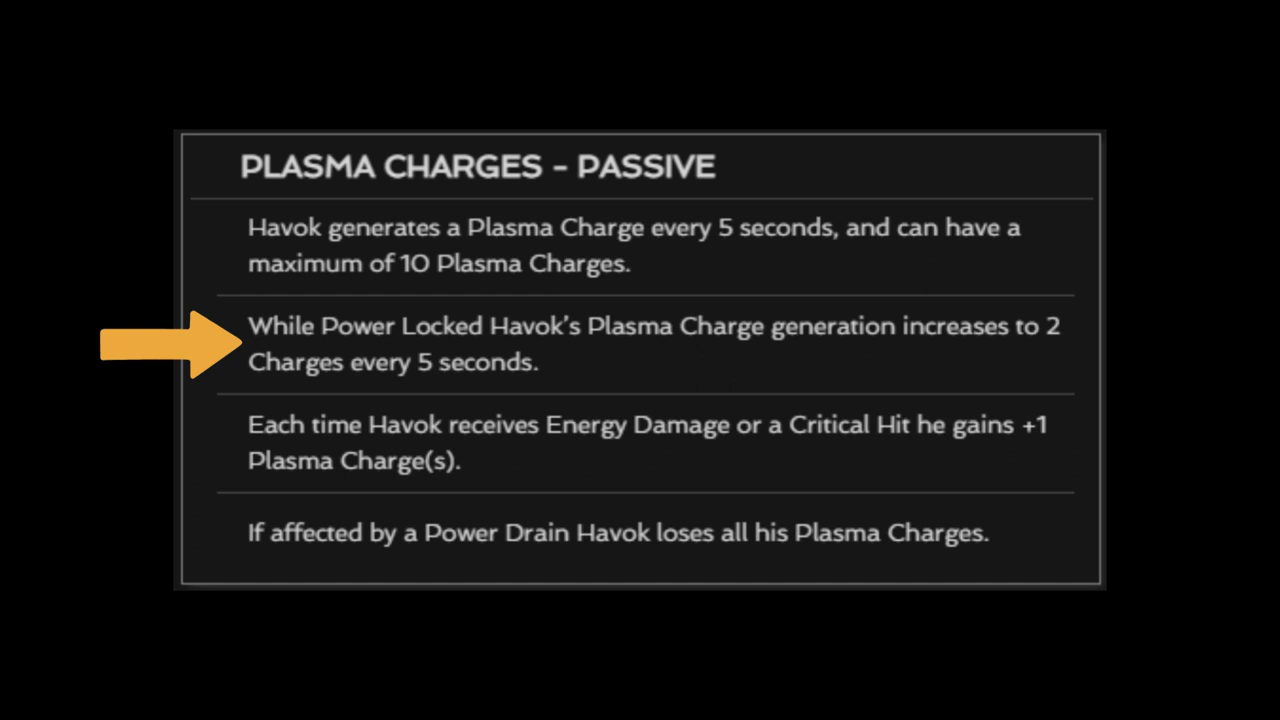 PLASMA CHARGES - PASSIVE
Havok generates a Plasma Charge every 5 seconds, and can have a
maximum of 10 Plasma Charges.
While Power Locked Havok's Plasma Charge generation increases to 2
Charges every 5 seconds.
Each time Havok receives Energy Damage or a Critical Hit he gains +1
Plasma Charge(s).
If affected by a Power Drain Havok loses all his Plasma Charges.